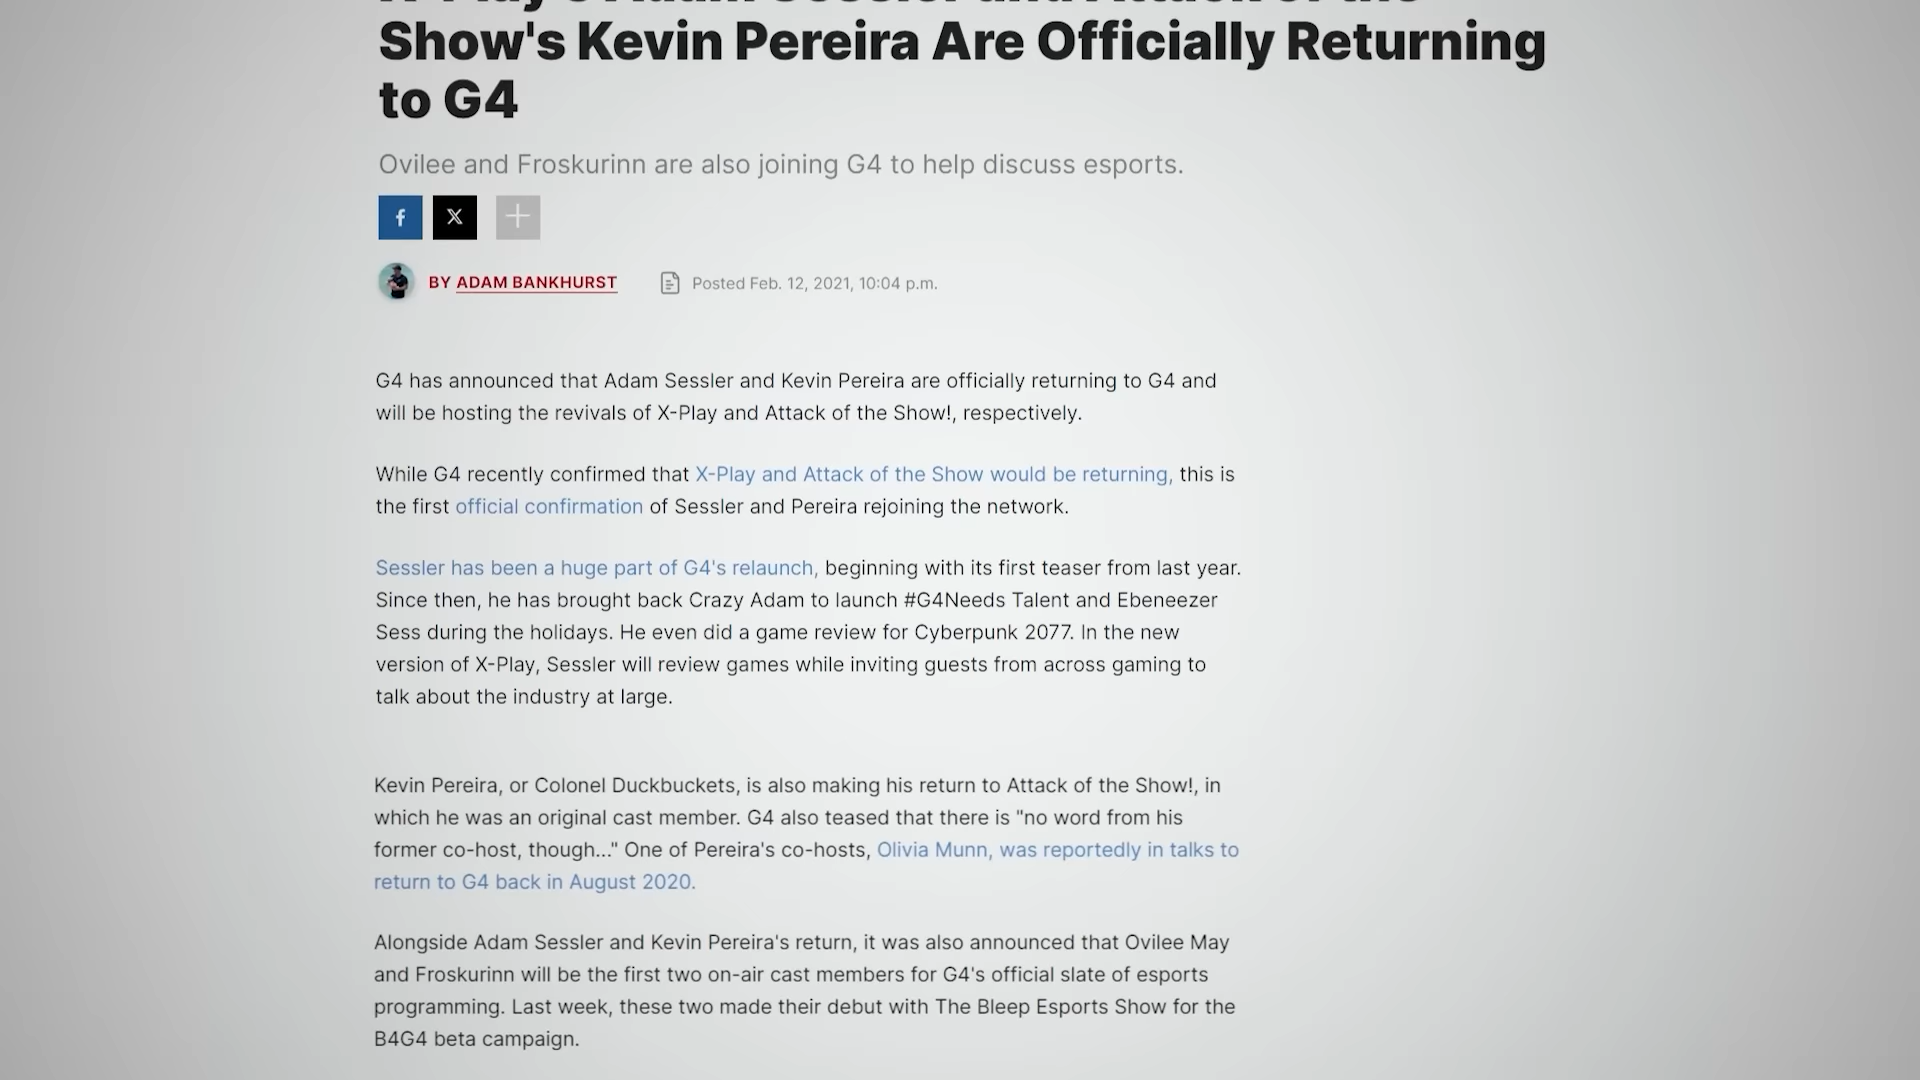 Show's Kevin Pereira Are Officially Returning
to G4
Ovilee and Froskurinn are also joining G4 to help discuss esports.
BY ADAM BANKHURST
Posted Feb. 12, 2021, 10:04 p.m.
G4 has announced that Adam Sessler and Kevin Pereira are officially returning to G4 and
will be hosting the revivals of X-Play and Attack of the Show!, respectively.
While G4 recently confirmed that X-Play and Attack of the Show would be returning, this is
the first official confirmation of Sessler and Pereira rejoining the network.
Sessler has been a huge part of G4's relaunch, beginning with its first teaser from last year.
Since then, he has brought back Crazy Adam to launch #G4Needs Talent and Ebeneezer
Sess during the holidays. He even did a game review for Cyberpunk 2077. In the new
version of X-Play, Sessler will review games while inviting guests from across gaming to
talk about the industry at large.
Kevin Pereira, or Colonel Duckbuckets, is also making his return to Attack of the Show!, in
which he was an original cast member. G4 also teased that there is "no word from his
former co-host, though..." One of Pereira's co-hosts, Olivia Munn, was reportedly in talks to
return to G4 back in August 2020.
Alongside Adam Sessler and Kevin Pereira's return, it was also announced that Ovilee May
and Froskurinn will be the first two on-air cast members for G4's official slate of esports
programming. Last week, these two made their debut with The Bleep Esports Show for the
B4G4 beta campaign.